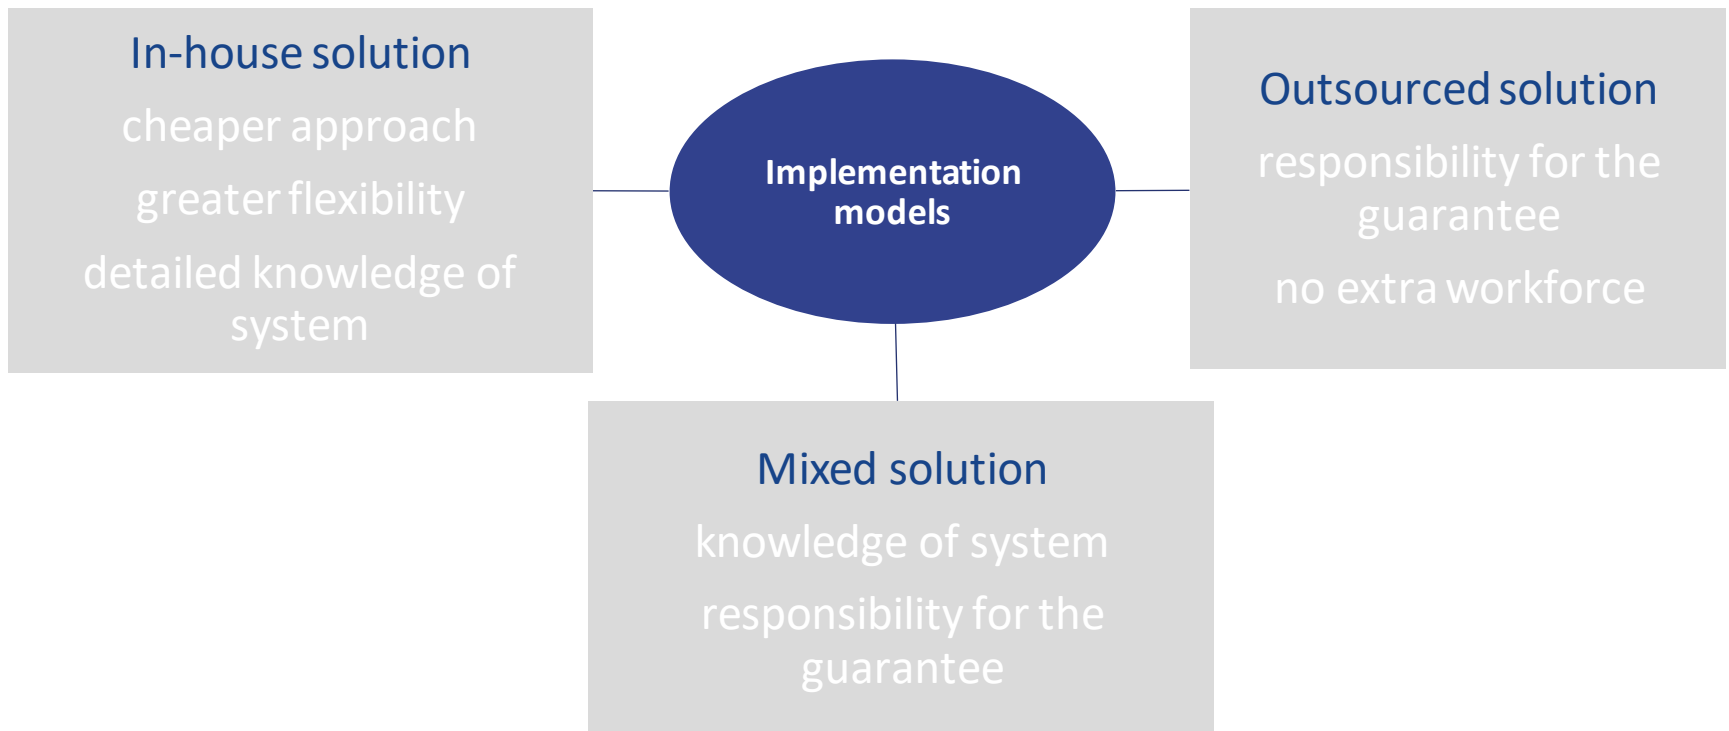 In-house solution
cheaper approach
greater flexibility
detailed knowledge of
system
Implementation
models
Outsourced solution
responsibility for the
guarantee
no extra workforce
Mixed solution
knowledge of system
responsibility for the
guarantee